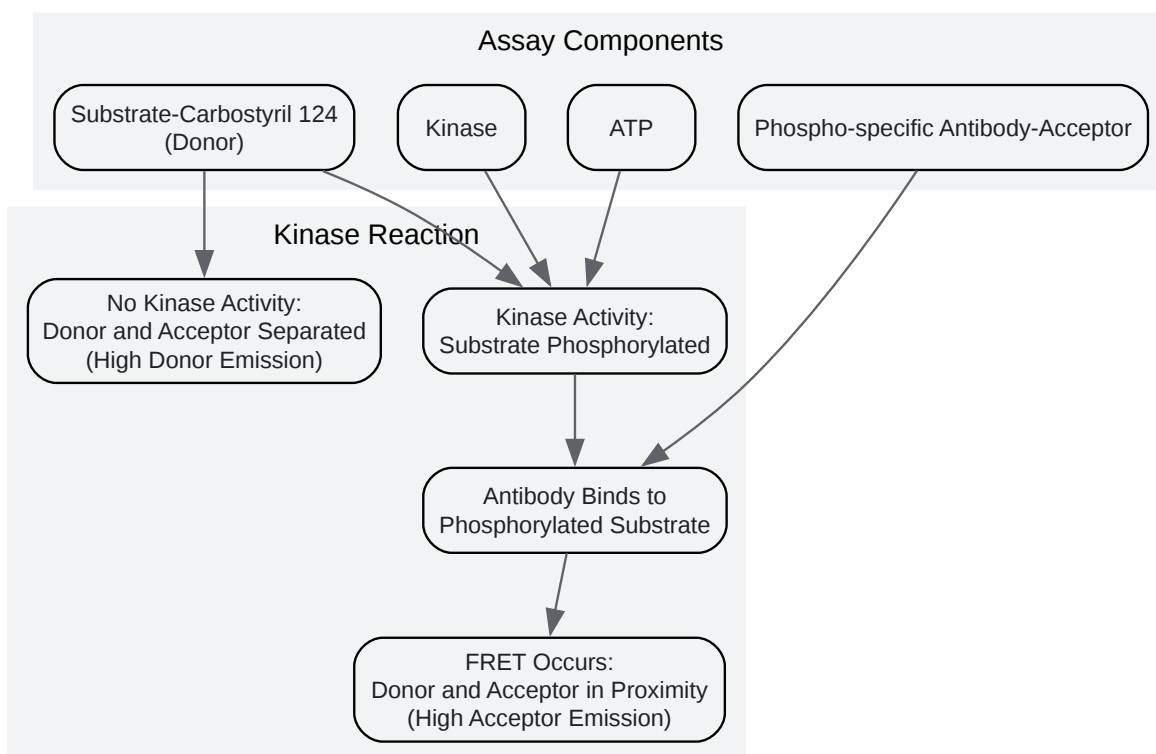 Assay Components
Substrate-Carbostyril 124
(Donor)
Kinase
ATP
Phospho-specific Antibody-Acceptor
Kinase Reaction
No Kinase Activity:
Donor and Acceptor Separated
(High Donor Emission)
Kinase Activity:
Substrate Phosphorylated
Antibody Binds to
Phosphorylated Substrate
FRET Occurs:
Donor and Acceptor in Proximity
(High Acceptor Emission)